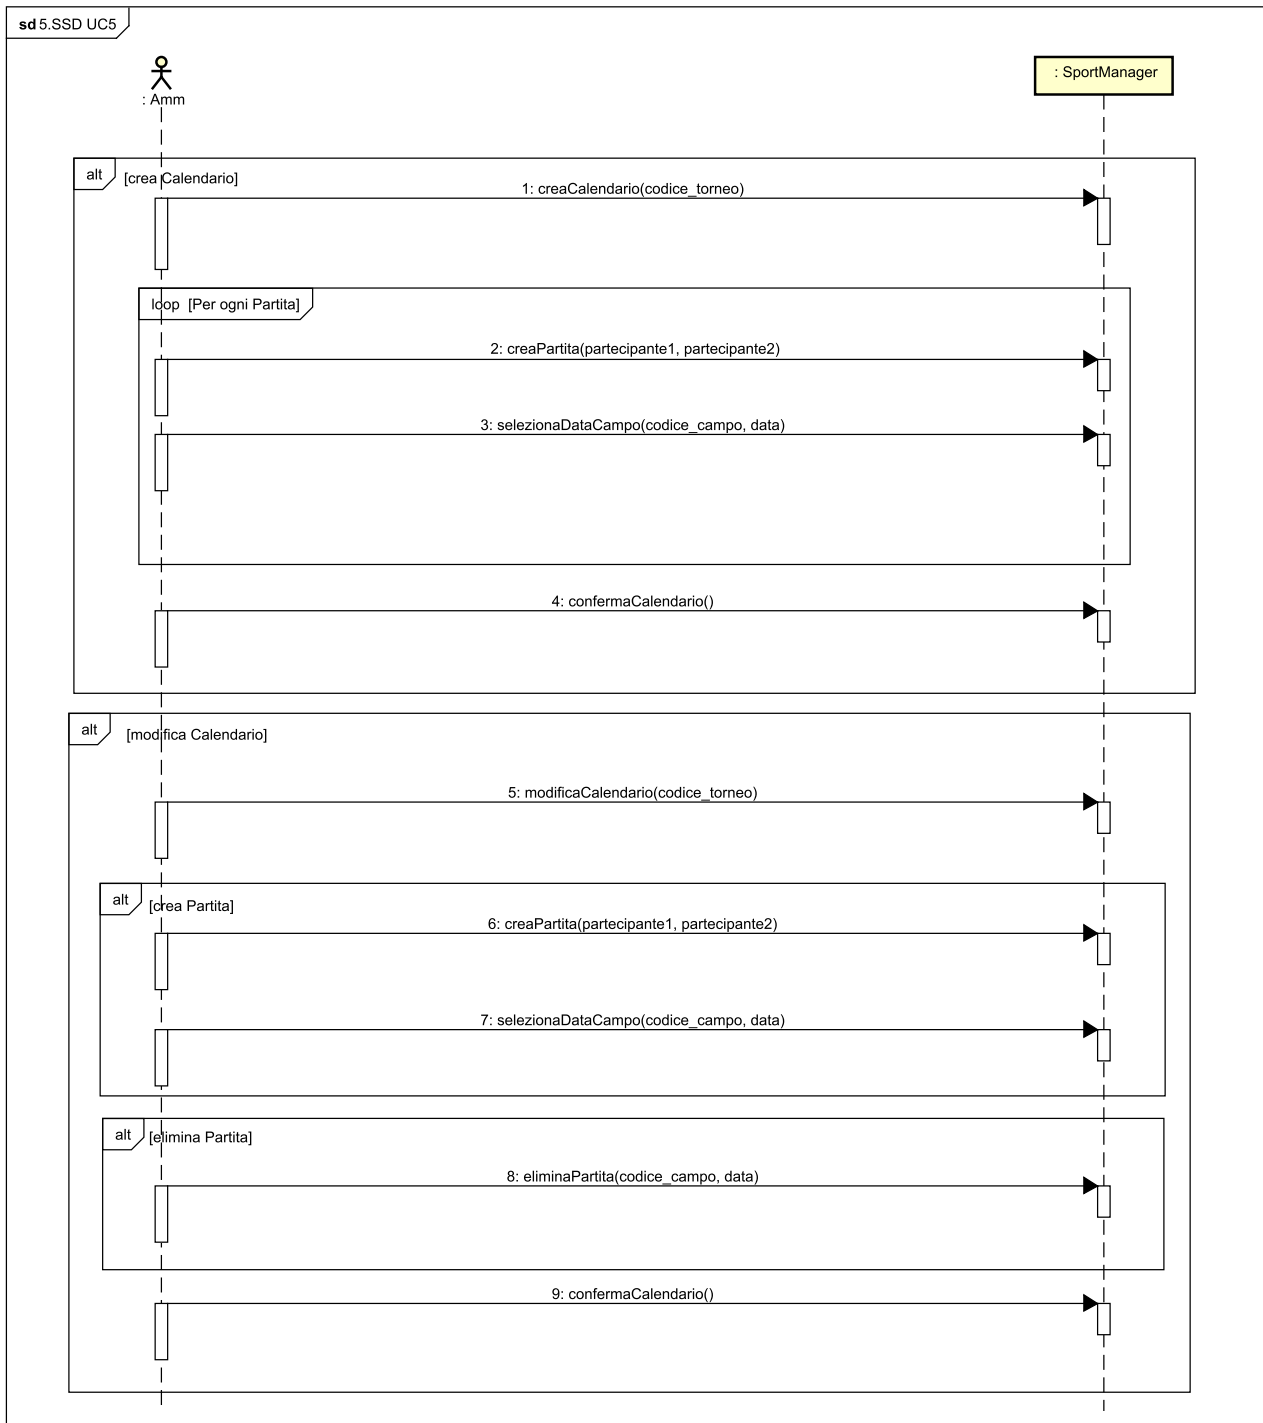 sd 5.SSD UC5
: Amm
: SportManager
alt [crea Calendario]
1: creaCalendario(codice_torneo)
loop [Per ogni Partita]
2: creaPartita(partecipante1, partecipante2)
3: selezionaDataCampo(codice_campo, data)
4: confermaCalendario()
alt [modifica Calendario]
5: modificaCalendario(codice_torneo)
alt [crea Partita]
6: creaPartita(partecipante1, partecipante2)
7: selezionaDataCampo(codice_campo, data)
alt [elimina Partita]
8: eliminaPartita(codice_campo, data)
9: confermaCalendario()